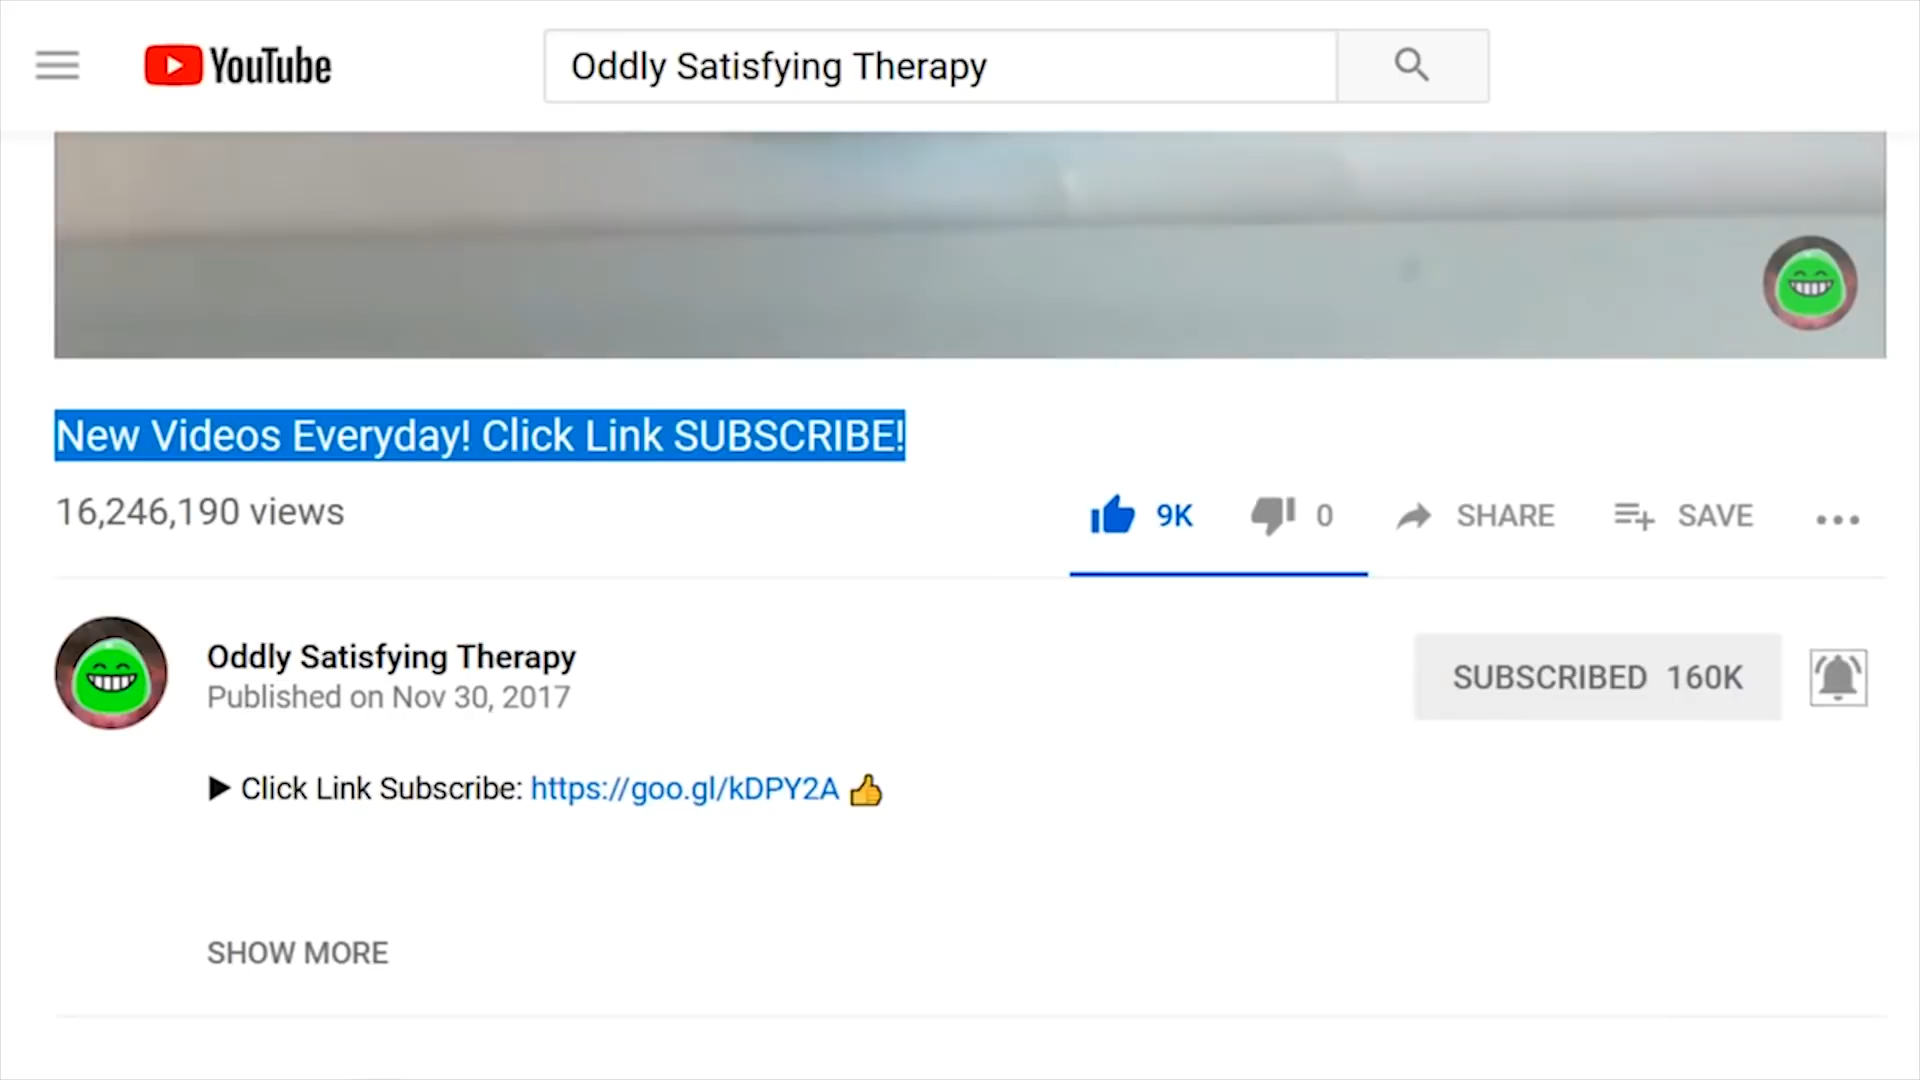 YouTube
Oddly Satisfying Therapy
New Videos Everyday! Click Link SUBSCRIBE!
16,246,190 views
9K 0 SHARE SAVE
Oddly Satisfying Therapy
Published on Nov 30, 2017
SUBSCRIBED 160K
▶ Click Link Subscribe: https://goo.gl/kDPY2A 👍
SHOW MORE